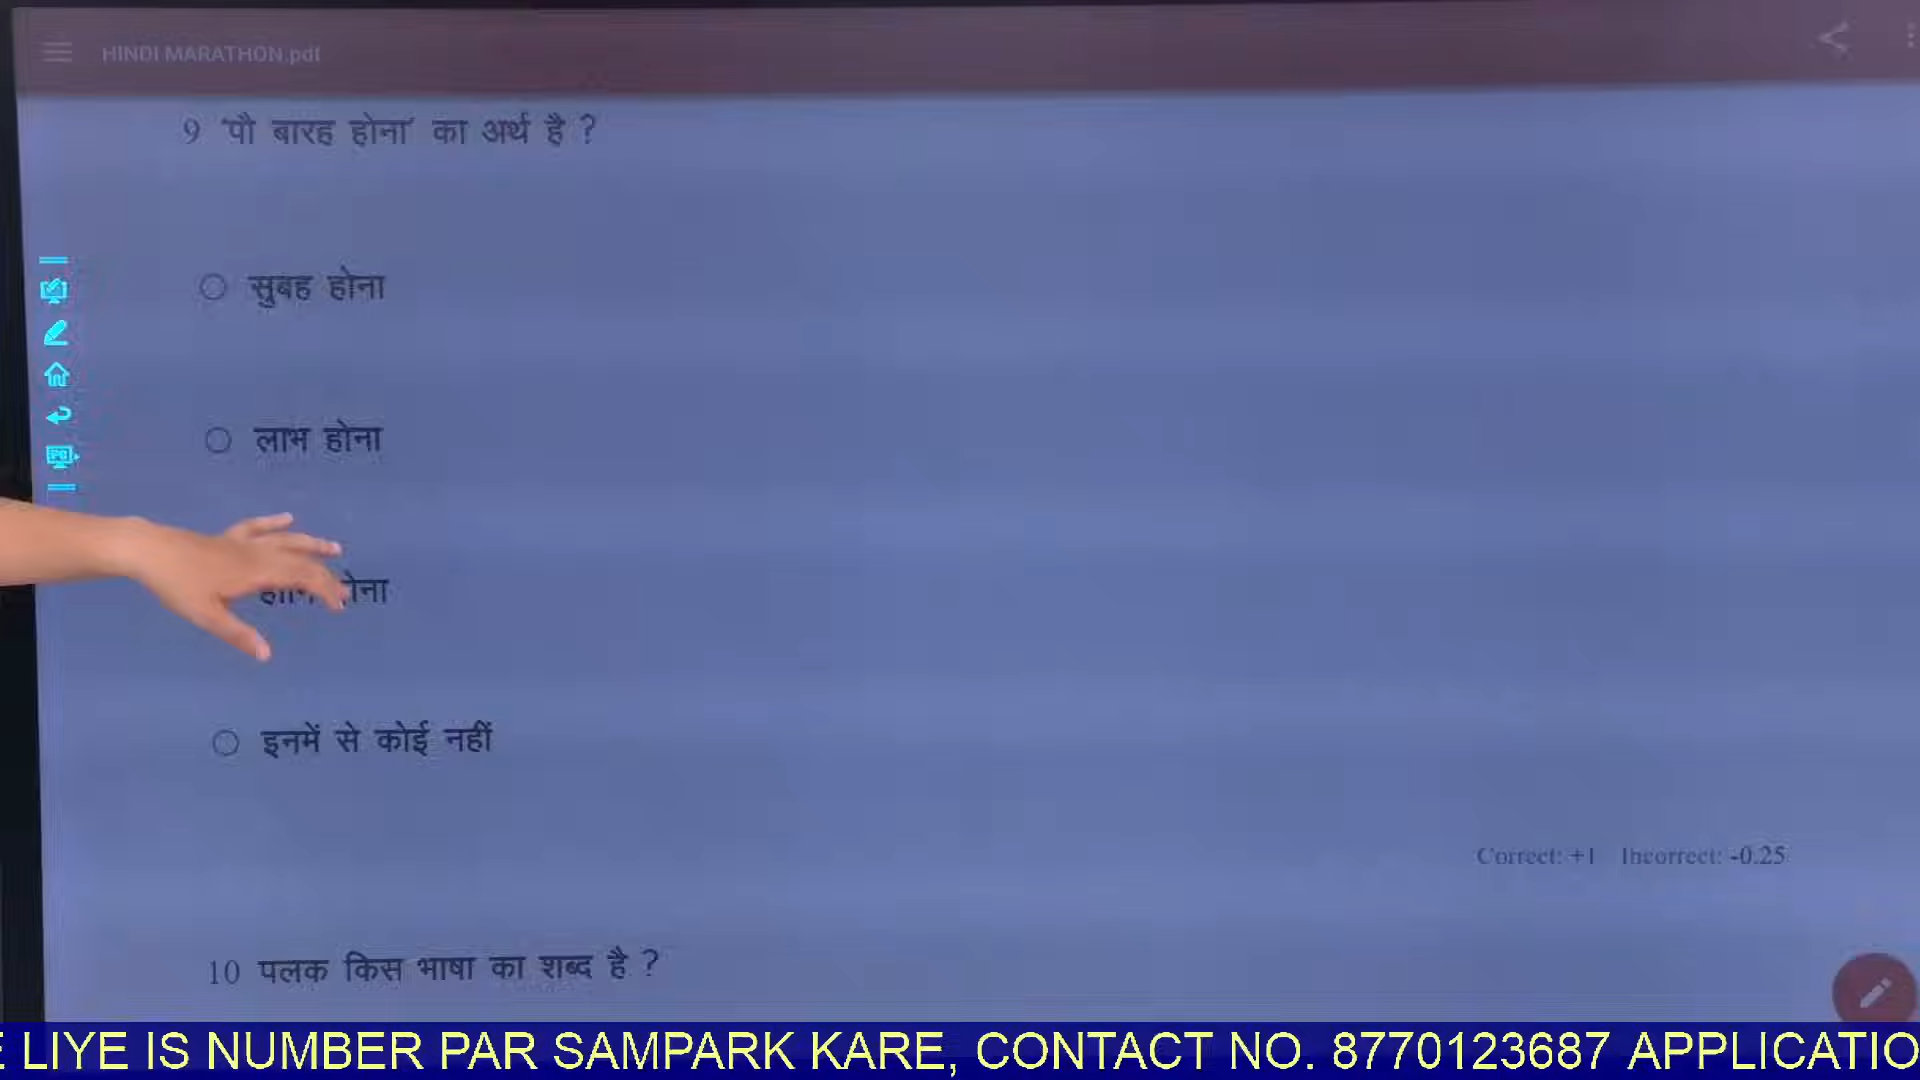 HINDI MARATHON.pdf
9 'पौ बारह होना' का अर्थ है ?
सुबह होना
लाभ होना
इनमें से कोई नहीं
Correct: +1 Incorrect: -0.25
10 पलक किस भाषा का शब्द है ?
LIYE IS NUMBER PAR SAMPARK KARE, CONTACT NO. 8770123687 APPLICATIO